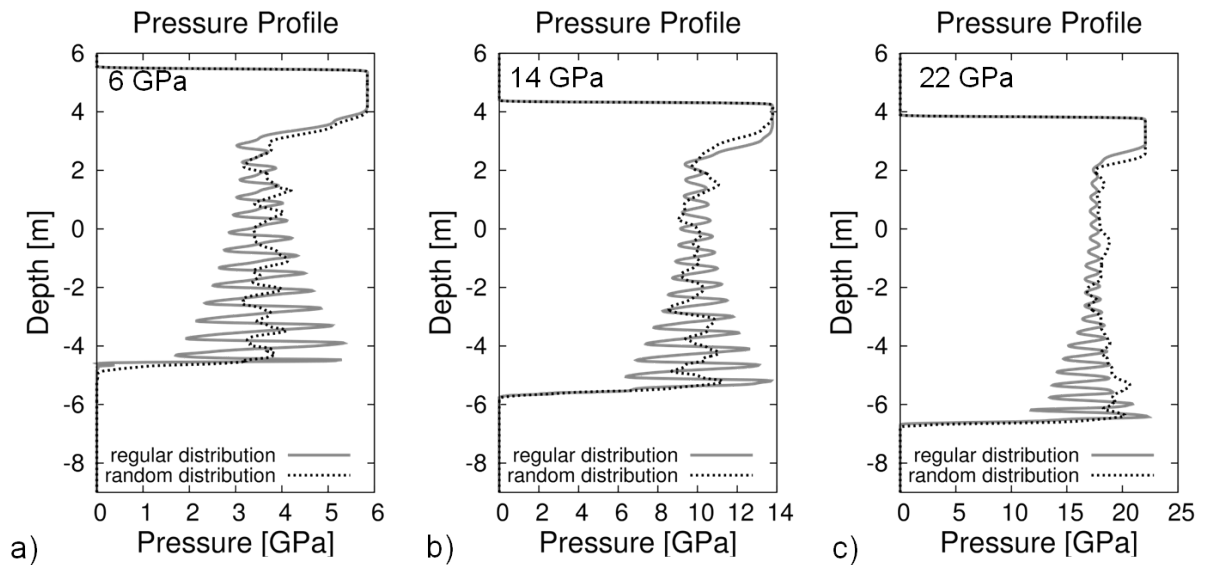 Pressure Profile
6 GPa
6
4
2
0
-2
-4
-6
-8
Depth [m]
regular distribution
random distribution
0 1 2 3 4 5 6
Pressure [GPa]
a)
Pressure Profile
14 GPa
6
4
2
0
-2
-4
-6
-8
Depth [m]
regular distribution
random distribution
0 2 4 6 8 10 12 14
Pressure [GPa]
b)
Pressure Profile
22 GPa
6
4
2
0
-2
-4
-6
-8
Depth [m]
regular distribution
random distribution
0 5 10 15 20 25
Pressure [GPa]
c)